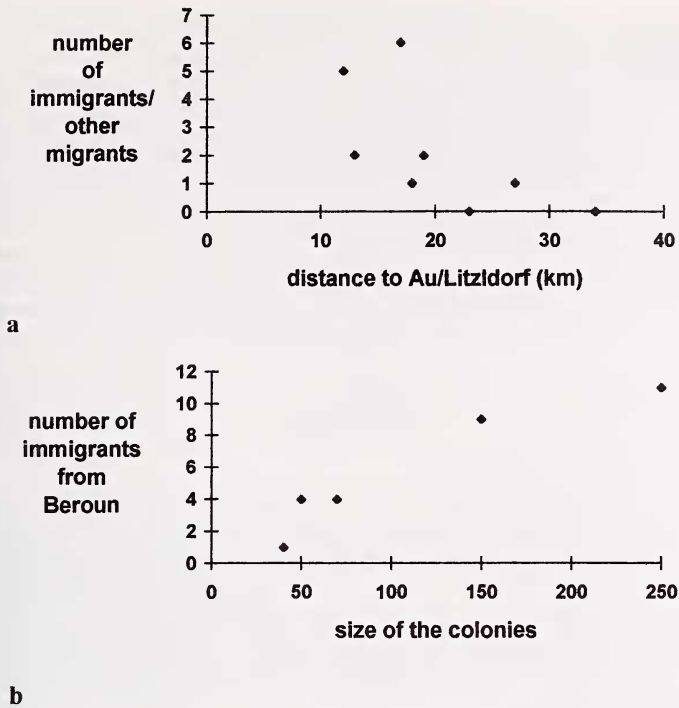 number
of
immigrants/
other
migrants
7
6
5
4
3
2
1
0
0 10 20 30 40
distance to Au/Litzldorf (km)
a
number of
immigrants
from
Beroun
12
10
8
6
4
2
0
0 50 100 150 200 250
size of the colonies
b